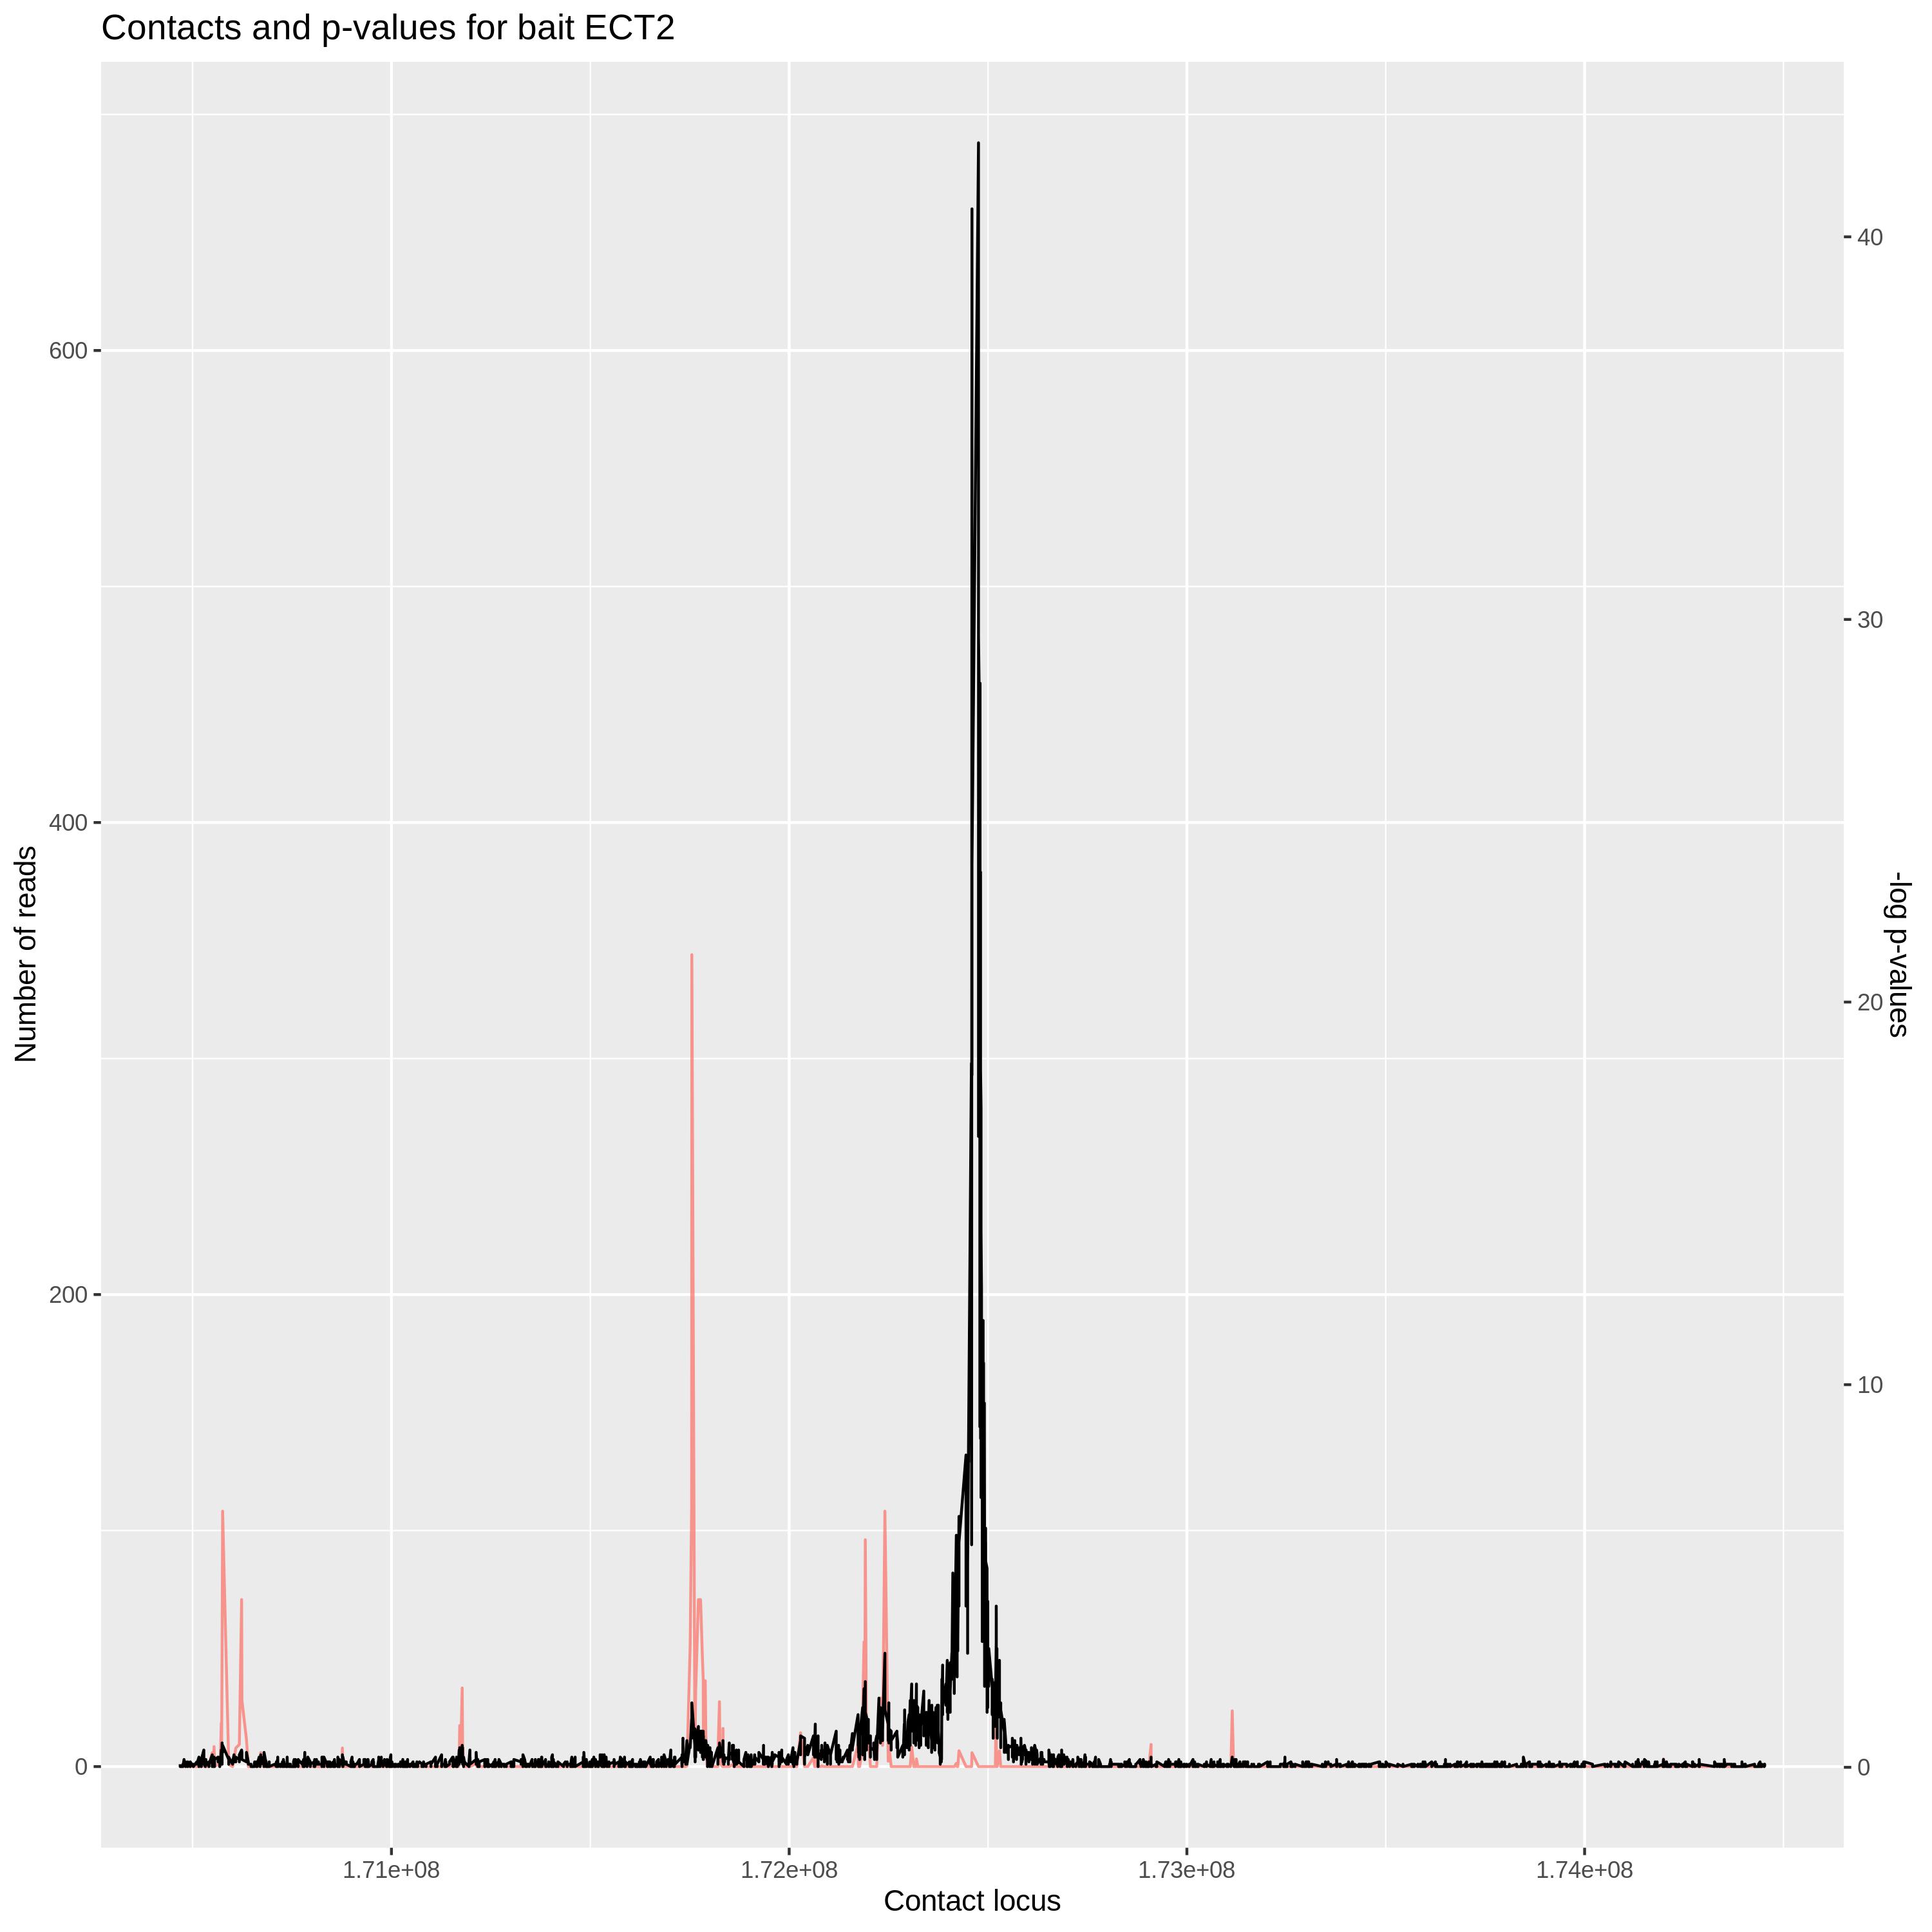 Contacts and p-values for bait ECT2
Number of reads
600
400
200
0
40
30
20
10
0
-log p-values
1.71e+08
1.72e+08
1.73e+08
1.74e+08
Contact locus